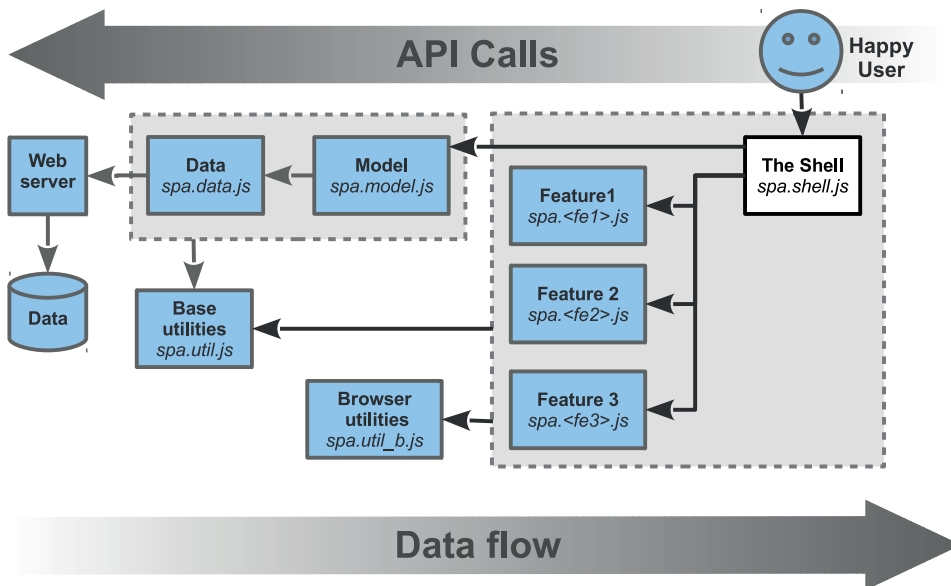 API Calls
Happy
User
Web
server
Data
spa.data.js
Model
spa.model.js
The Shell
spa.shell.js
Feature1
spa.<fe1>.js
Feature 2
spa.<fe2>.js
Data
Base
utilities
spa.util.js
Browser
utilities
spa.util_b.js
Feature 3
spa.<fe3>.js
Data flow